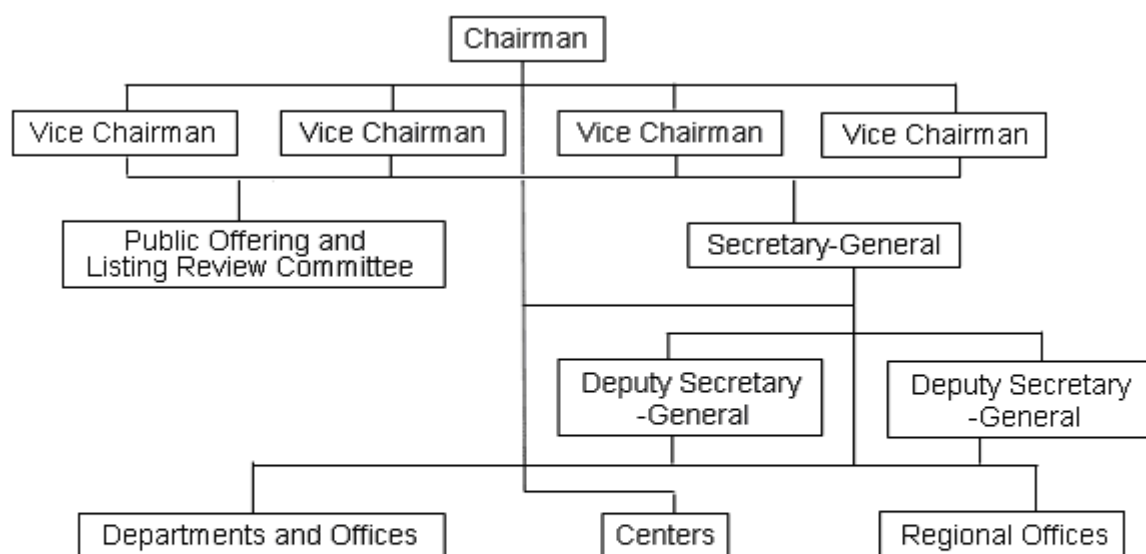 Chairman
Vice Chairman
Vice Chairman
Vice Chairman
Vice Chairman
Public Offering and
Listing Review Committee
Secretary-General
Deputy Secretary
-General
Deputy Secretary
-General
Departments and Offices
Centers
Regional Offices